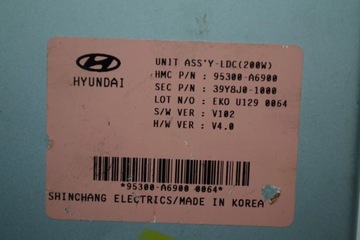 UNIT ASS'Y-LDC(200W)
HYUNDAI
HMC P/N : 95300-A6900
SEC P/N : 39Y8J0-1000
LOT N/O : EKO U129 0064
S/W VER : V102
H/W VER : V4.0
*95300-A6900 0064*
SHINCHANG ELECTRICS/MADE IN KOREA